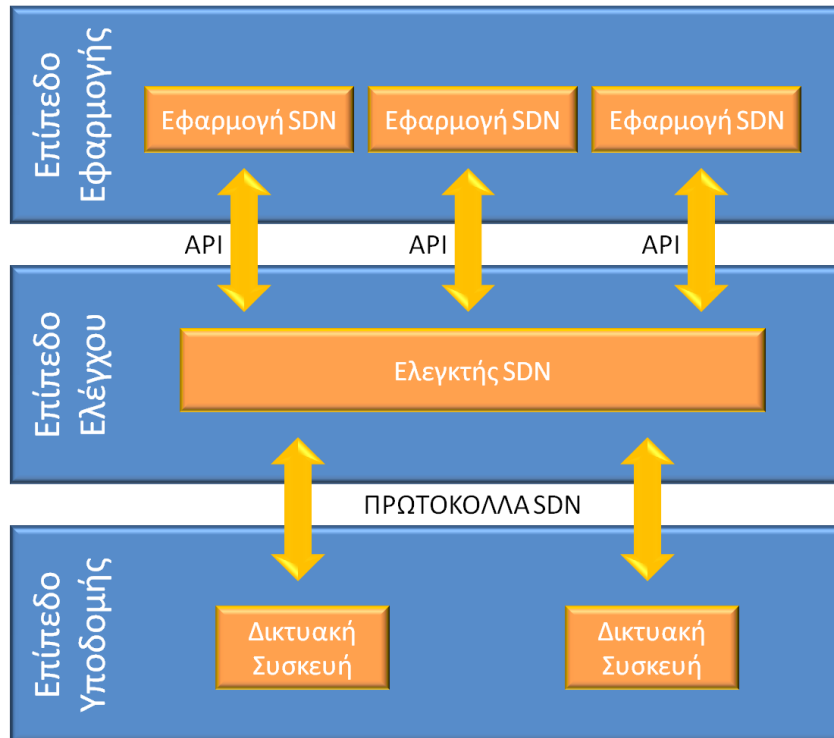 Επίπεδο
Εφαρμογής
Εφαρμογή SDN
Εφαρμογή SDN
Εφαρμογή SDN
API
API
API
Επίπεδο
Ελέγχου
Ελεγκτής SDN
ΠΡΩΤΟΚΟΛΛΑ SDN
Επίπεδο
Υποδομής
Δικτυακή
Συσκευή
Δικτυακή
Συσκευή